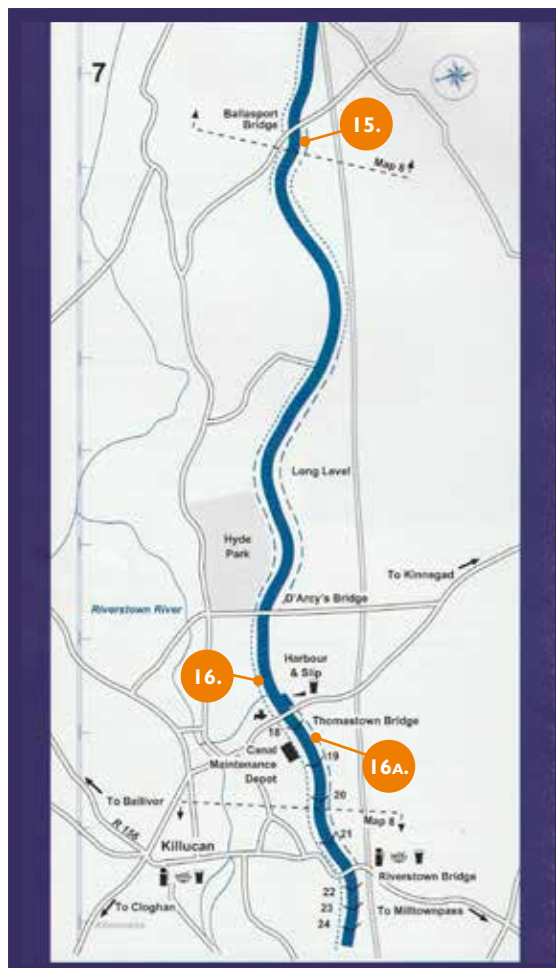 7
Ballasport
Bridge
15.
Map 8
Long Level
Hyde
Park
To Kinnegad
D'Arcy's Bridge
Riverstown River
Harbour
& Slip
16.
18
Thomastown Bridge
16A.
19
Canal
Maintenance
Depot
20
To Ballivor
Map 8
R 156
21
Killucan
Riverstown Bridge
22
To Cloghan
23
To Milltownpass
24